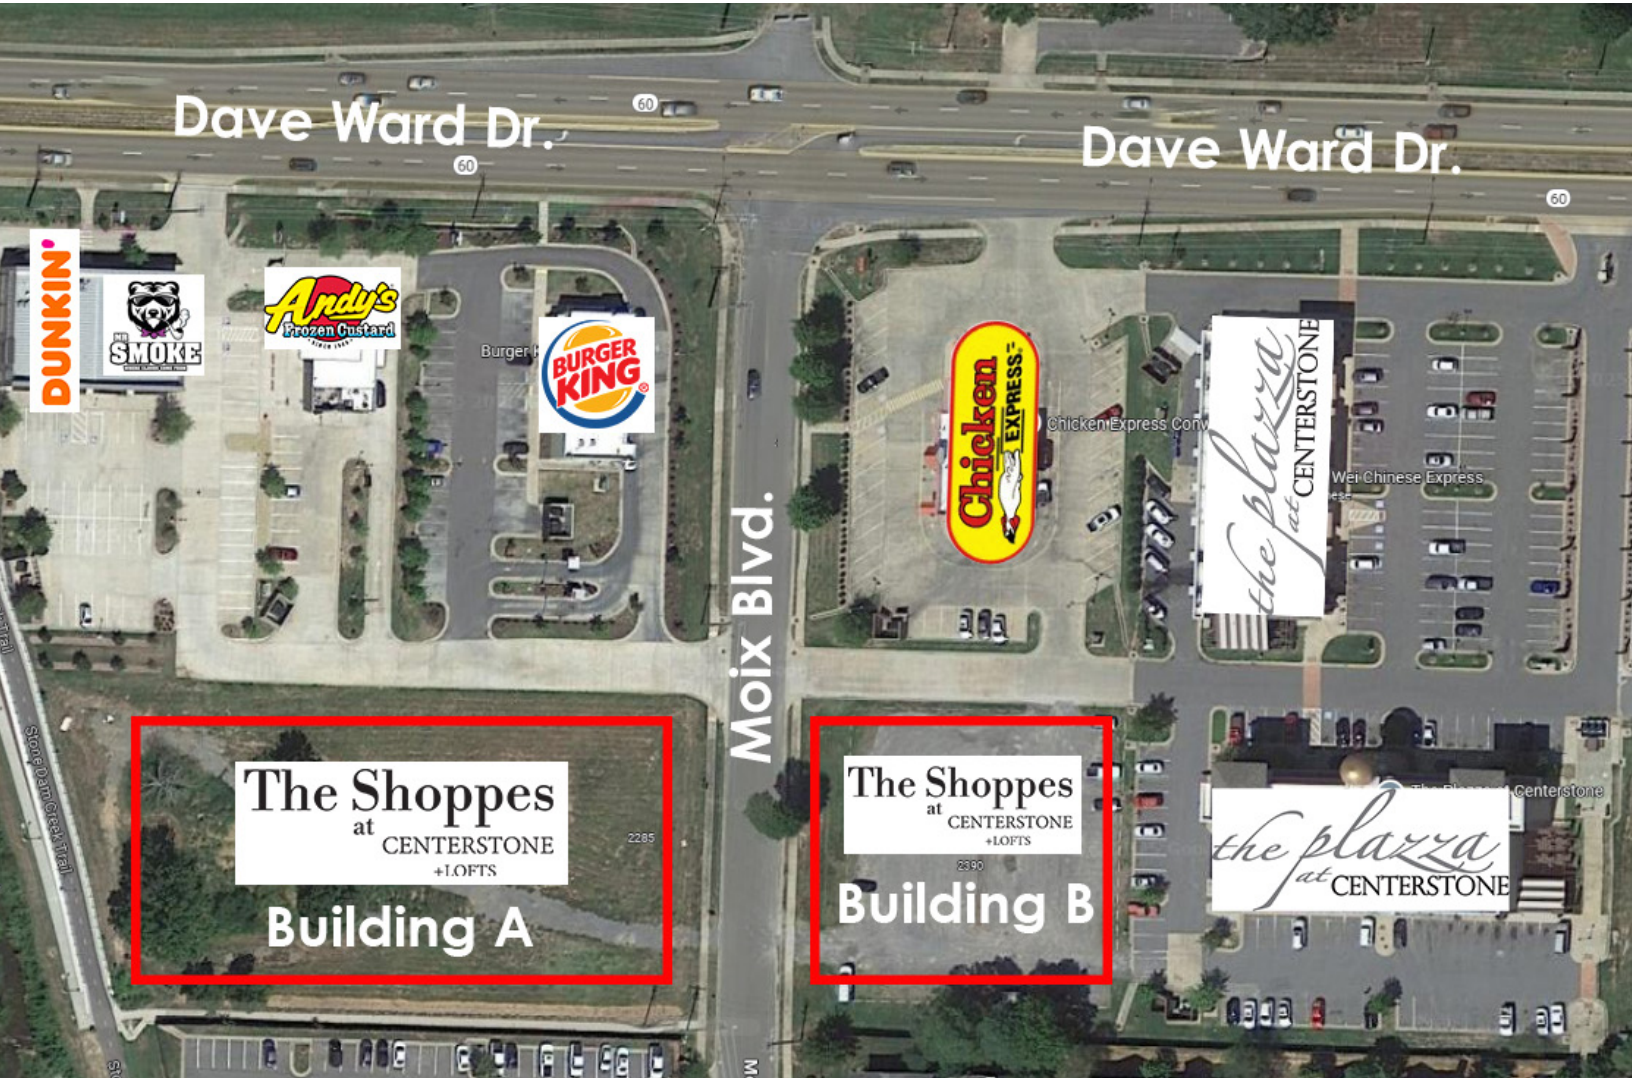 60
Dave Ward Dr.
Dave Ward Dr.
60
60
DUNKIN'
MR
SMOKE
Andy's
Frozen Custard
Burger K
BURGER
KING
®
Chicken
EXPRESS
Chicken Express Conw
the plazza
at CENTERSTONE
Wei Chinese Express
Moix Blvd.
Stone Dam Creek Trail
The Shoppes
at
CENTERSTONE
+LOFTS
2285
Building A
The Shoppes
at
CENTERSTONE
+LOFTS
2390
Building B
Centerstone
the plazza
at CENTERSTONE